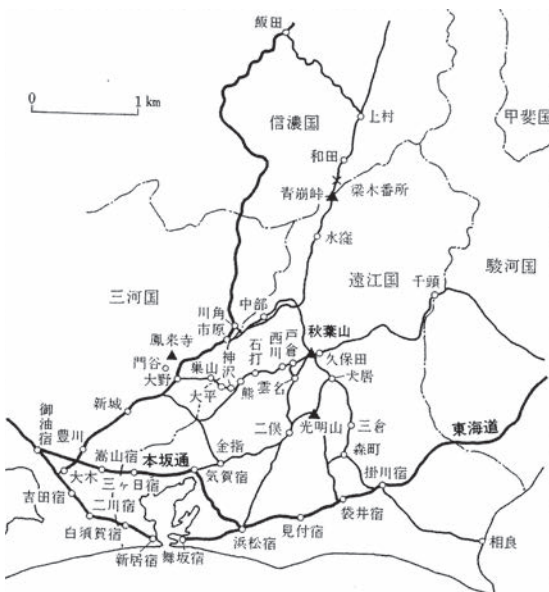 飯田
0 1 km
信濃国
上村
甲斐国
和田
青崩峠
梁木番所
水窪
遠江国
千頭
駿河国
三河国
川角
中部
市原
鳳来寺
門谷
大野
巣山
大平
神沢
石打
熊
西川
戸倉
雲名
秋葉山
久保田
犬居
新城
光明山
二俣
三倉
森町
東海道
御油宿
豊川
嵩山宿
本坂通
金指
気賀宿
三ヶ日宿
大木
吉田宿
二川宿
白須賀宿
新居宿
舞坂宿
浜松宿
見付宿
袋井宿
掛川宿
相良